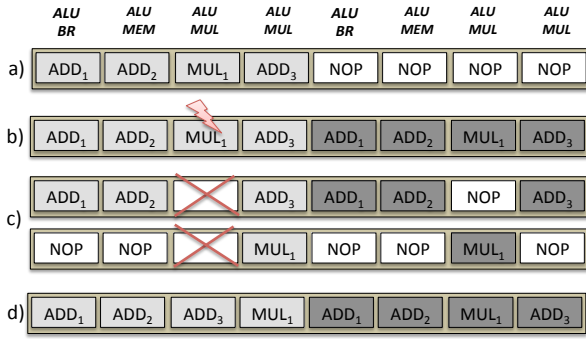 ALU ALU ALU ALU ALU ALU ALU ALU
BR MEM MUL MUL BR MEM MUL MUL
a) ADD₁ ADD₂ MUL₁ ADD₃ NOP NOP NOP NOP
b) ADD₁ ADD₂ MUL₁ ADD₃ ADD₁ ADD₂ MUL₁ ADD₃
ADD₁ ADD₂ ADD₃ ADD₁ ADD₂ NOP ADD₃
c)
NOP NOP MUL₁ NOP NOP MUL₁ NOP
d) ADD₁ ADD₂ ADD₃ MUL₁ ADD₁ ADD₂ MUL₁ ADD₃